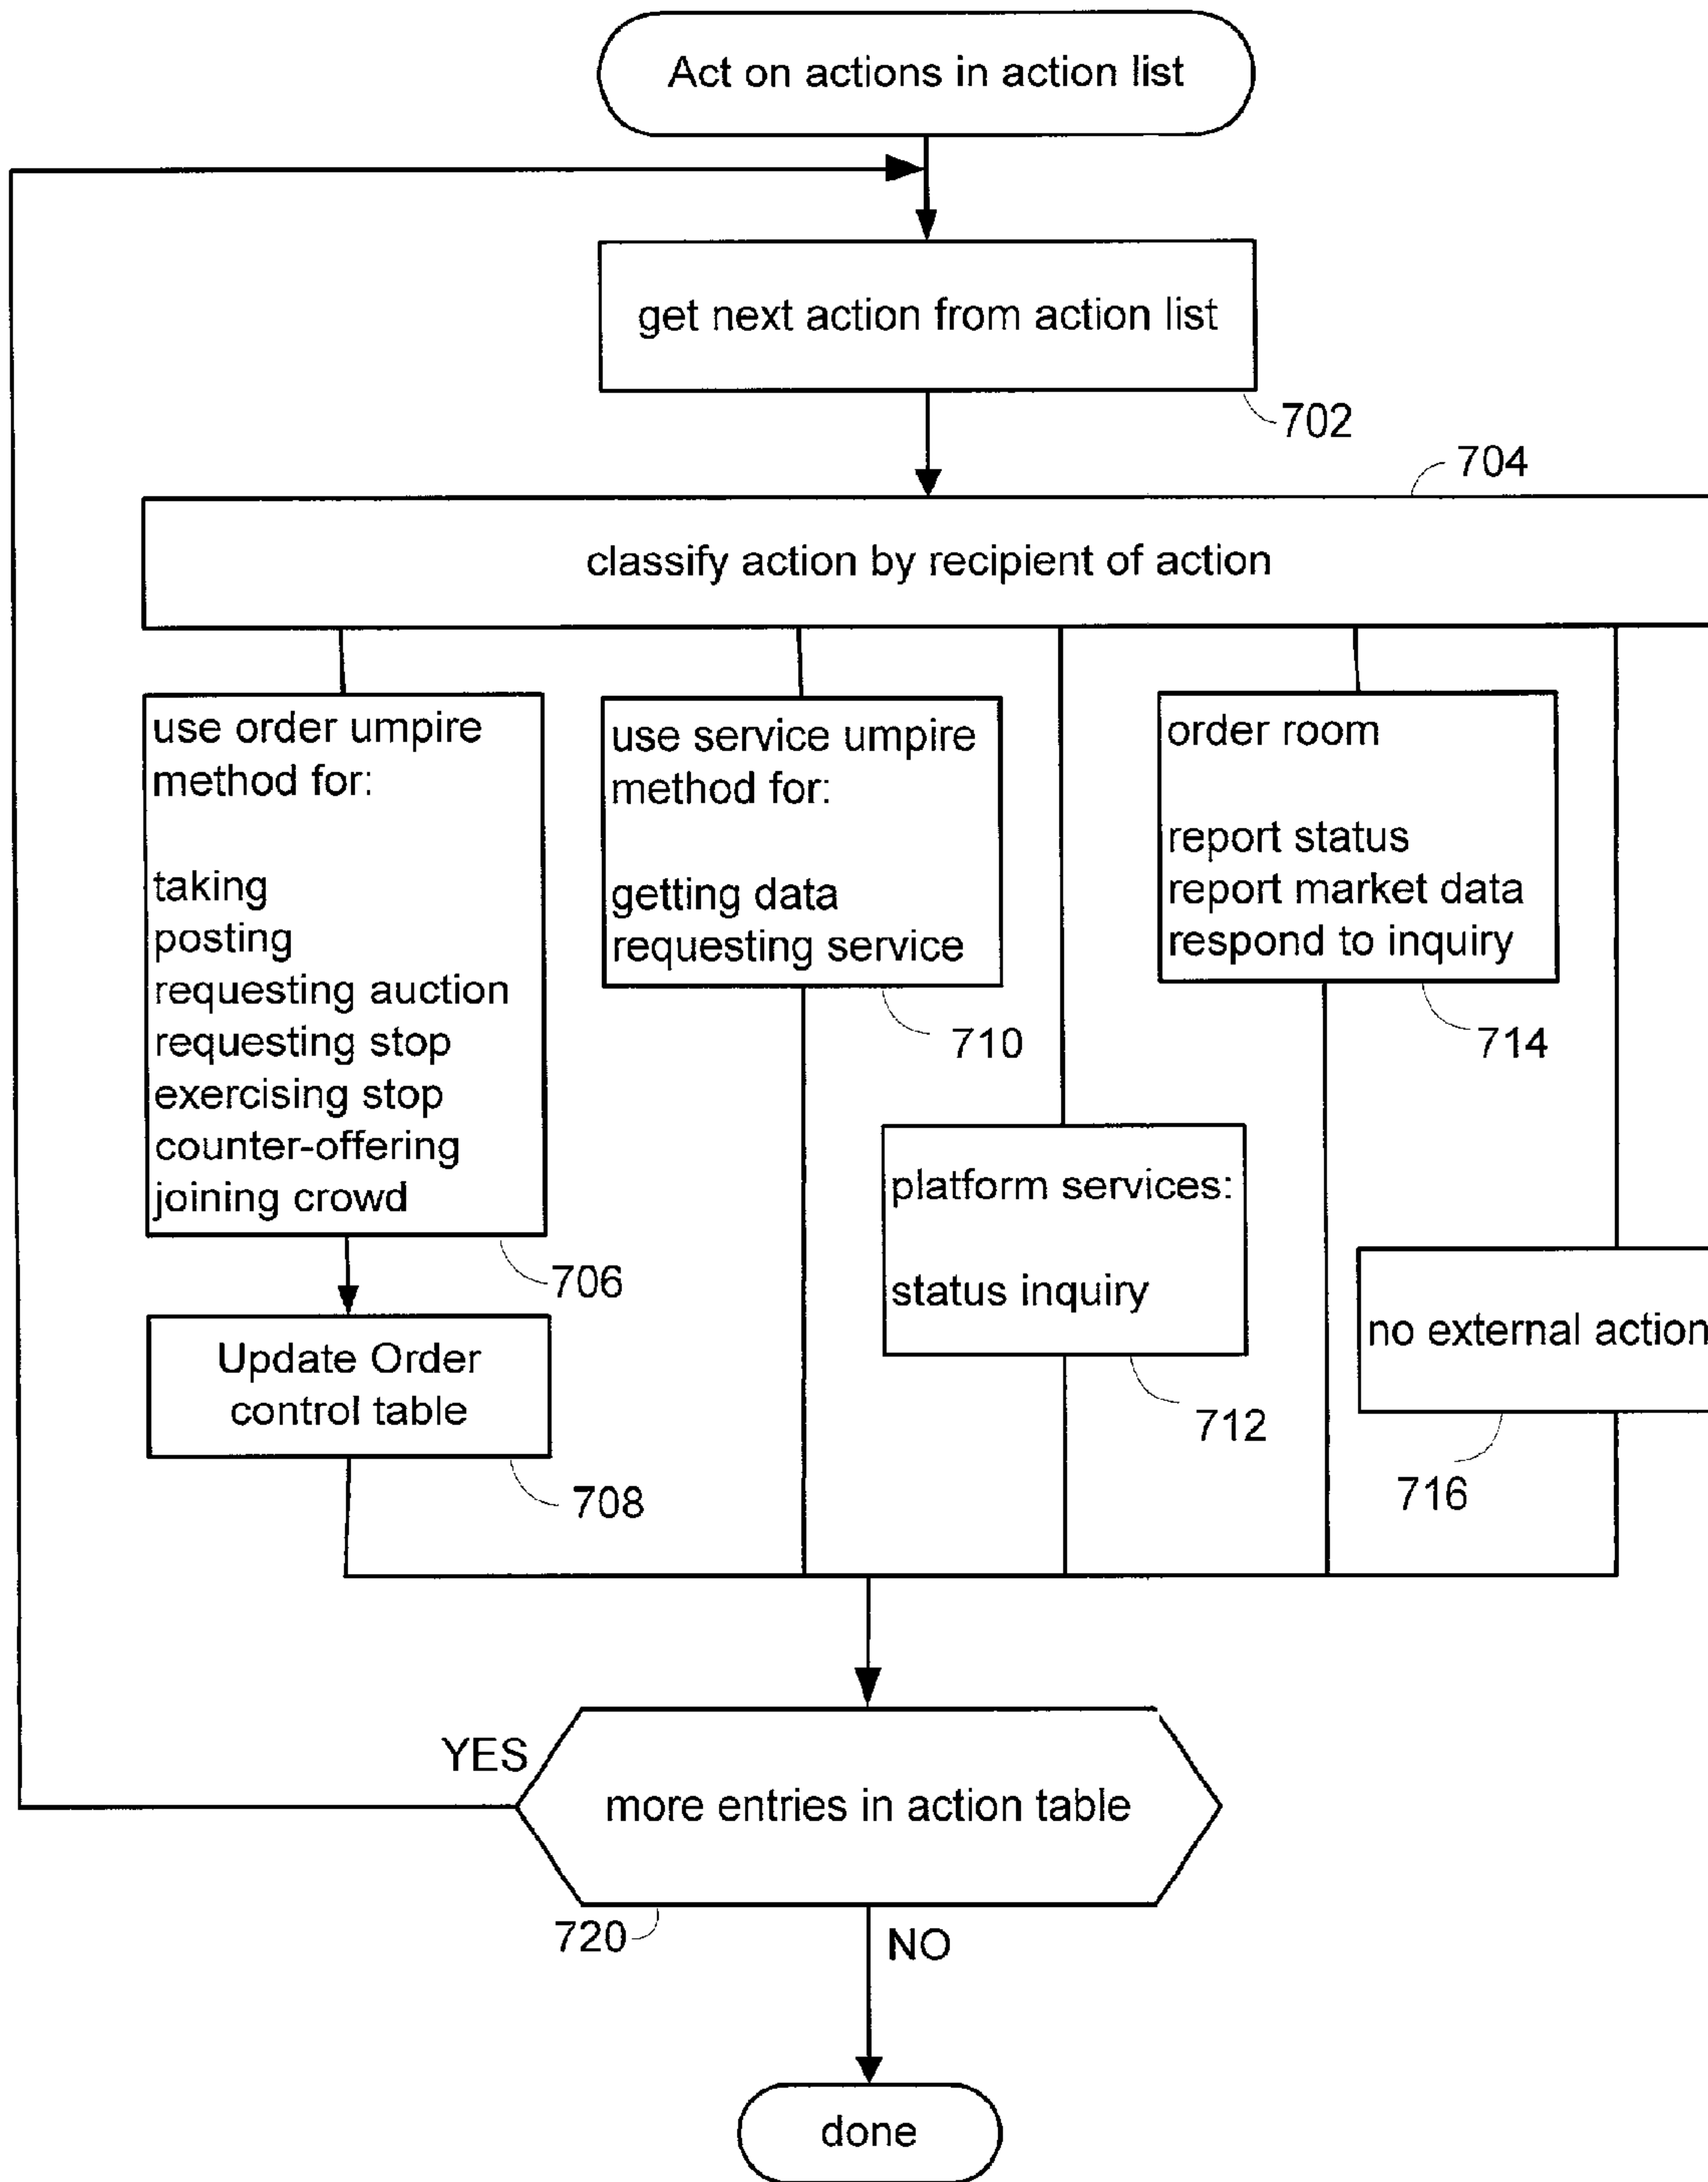 Act on actions in action list
get next action from action list
702
704
classify action by recipient of action
use order umpire
method for:
taking
posting
requesting auction
requesting stop
exercising stop
counter-offering
joining crowd
706
Update Order
control table
708
use service umpire
method for:
getting data
requesting service
710
platform services:
status inquiry
712
order room
report status
report market data
respond to inquiry
714
no external action
716
YES
more entries in action table
720
NO
done